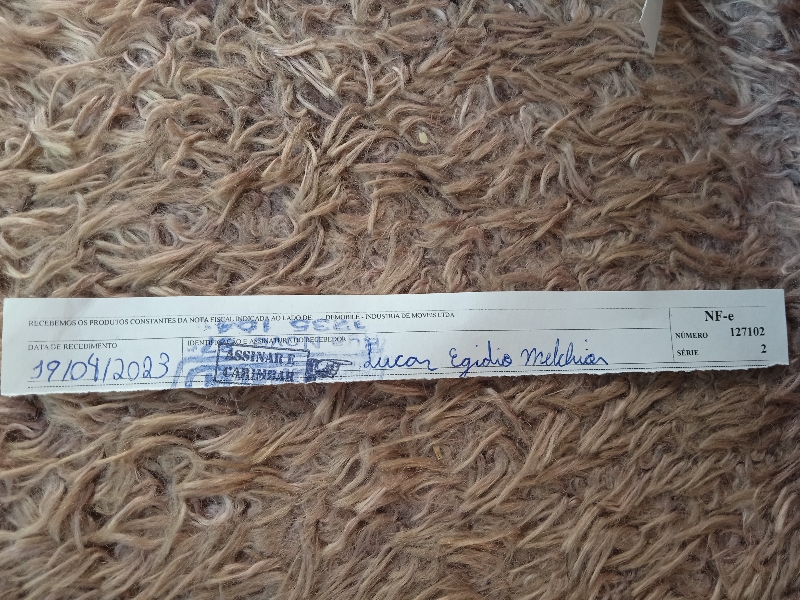 RECEBEMOS OS PRODUTOS CONSTANTES DA NOTA FISCAL INDICADA AO LADO DE DEMOBILE - INDUSTRIA DE MOVEIS LTDA
NF-e
NÚMERO 127102
SÉRIE 2
DATA DE RECEBIMENTO
19/04/2023
IDENTIFICAÇÃO E ASSINATURA DO RECEBEDOR
ASSINAR E
CARIMBAR
Lucas Egidio Melchior